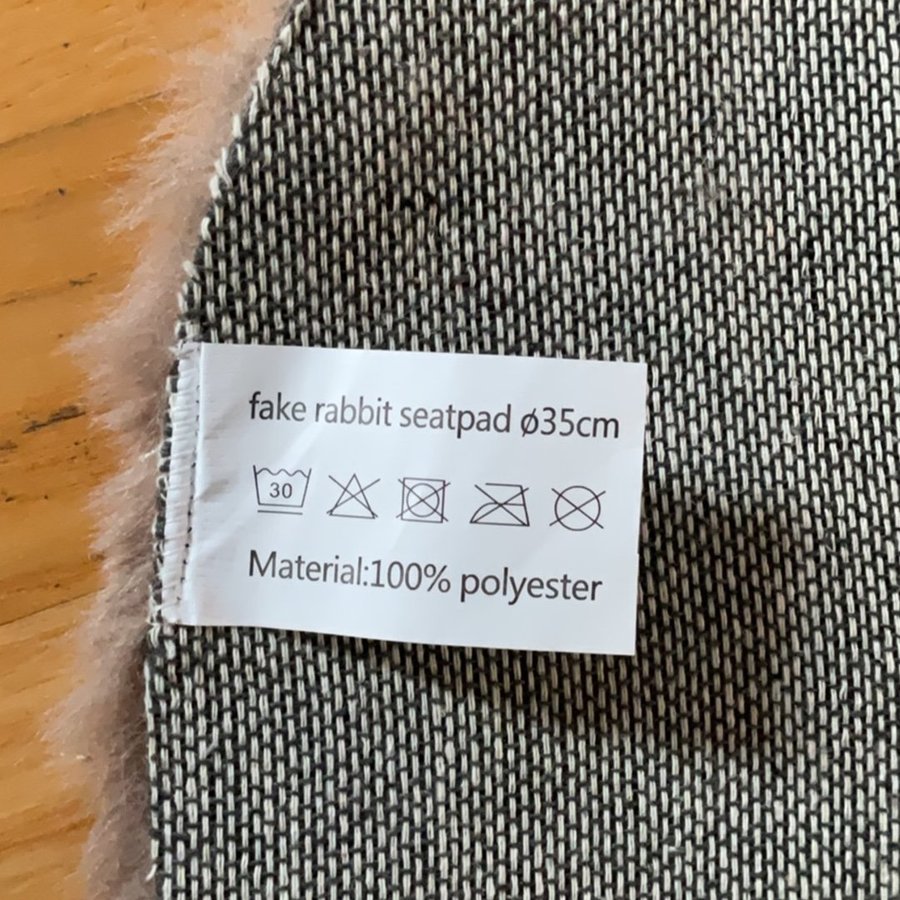 fake rabbit seatpad ø35cm
30
Material:100% polyester